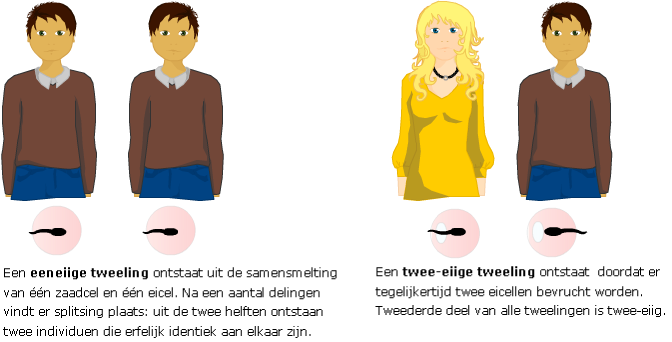 Een eeneiige tweeling ontstaat uit de samensmelting
van één zaadcel en één eicel. Na een aantal delingen
vindt er splitsing plaats: uit de twee helften ontstaan
twee individuen die erfelijk identiek aan elkaar zijn.
Een twee-eiige tweeling ontstaat doordat er
tegelijkertijd twee eicellen bevrucht worden.
Tweederde deel van alle tweelingen is twee-eiig.